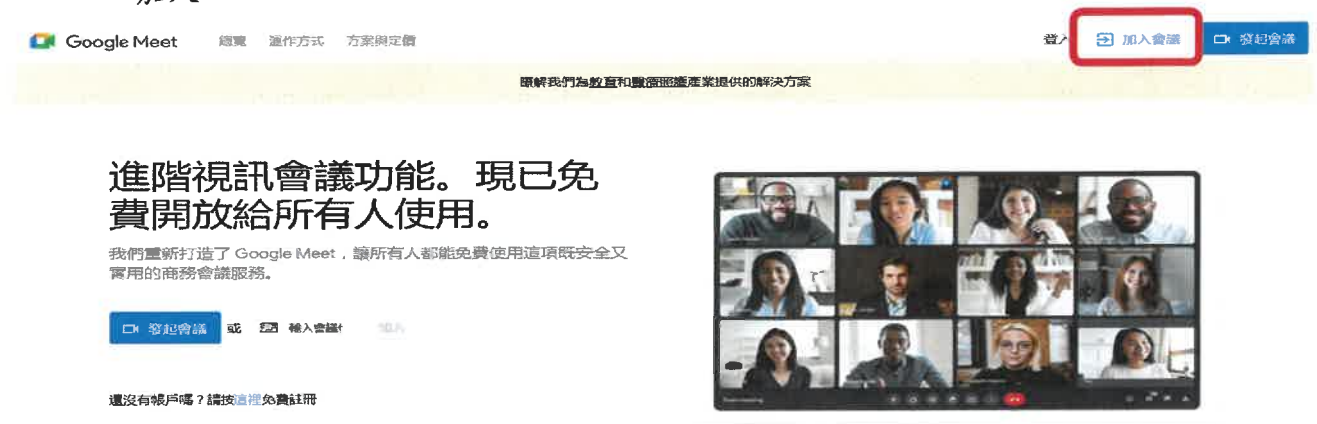 Google Meet 總覽 運作方式 方案與定價 登入 加入會議 發起會議
瞭解我們為教育和醫療照護產業提供的解決方案
進階視訊會議功能。現已免
費開放給所有人使用。
我們重新打造了 Google Meet，讓所有人都能免費使用這項既安全又
實用的商務會議服務。
發起會議 或 輸入會議 加入
還沒有帳戶嗎？請按這裡免費註冊